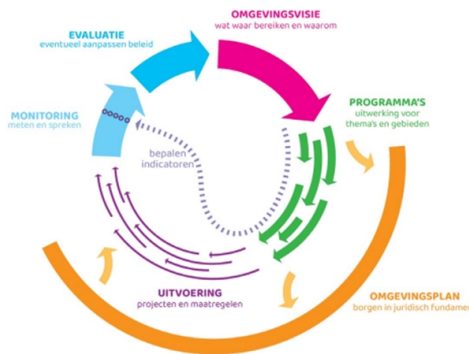 OMGEVINGSVISIE
wat waar bereiken en waarom
EVALUATIE
eventueel aanpassen beleid
PROGRAMMA'S
uitwerking voor
thema's en gebieden
MONITORING
meten en spreken
bepalen
indicatoren
UITVOERING
projecten en maatregelen
OMGEVINGSPLAN
borgen in juridisch fundamen